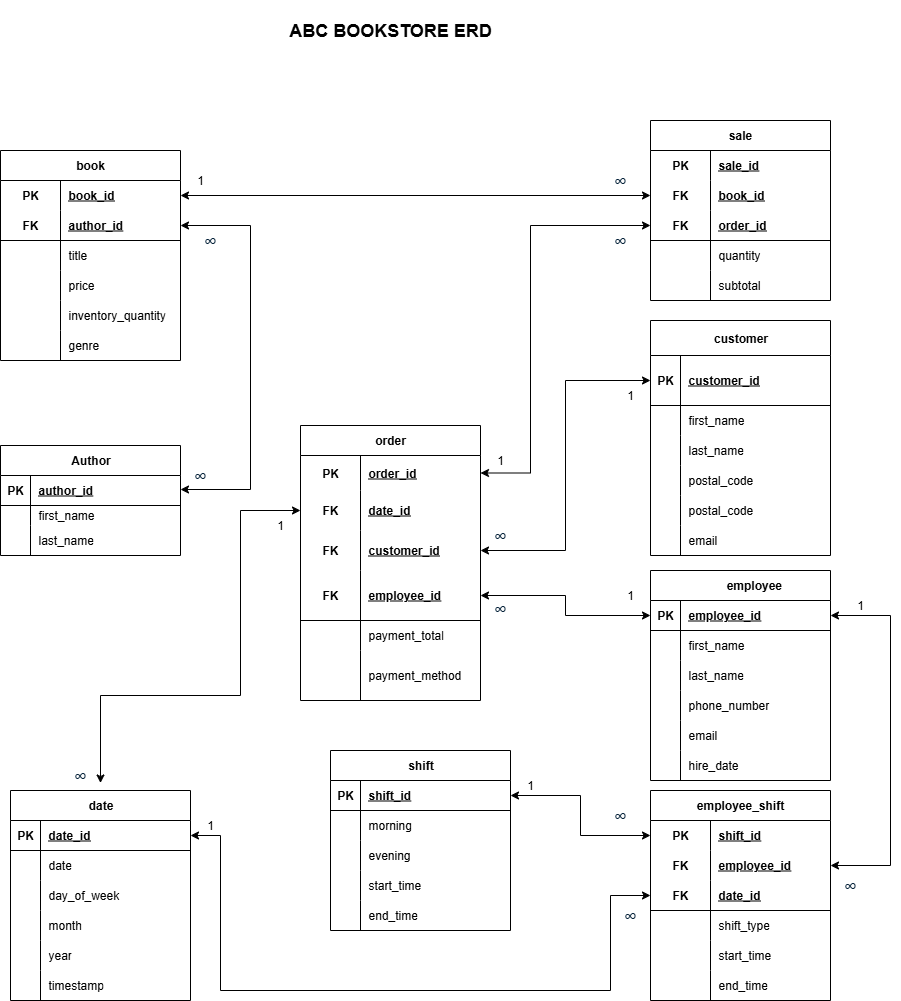 ABC BOOKSTORE ERD
sale
PK sale_id
FK book_id
FK order_id
quantity
subtotal
book
PK book_id
FK author_id
title
price
inventory_quantity
genre
1
∞
∞
∞
customer
PK customer_id
first_name
last_name
postal_code
postal_code
email
1
Author
PK author_id
first_name
last_name
∞
order
PK order_id
FK date_id
FK customer_id
FK employee_id
payment_total
payment_method
1
1
∞
∞
employee
PK employee_id
first_name
last_name
phone_number
email
hire_date
1
1
shift
PK shift_id
morning
evening
start_time
end_time
1
∞
date
PK date_id
date
day_of_week
month
year
timestamp
∞
1
employee_shift
PK shift_id
FK employee_id
FK date_id
shift_type
start_time
end_time
∞
∞